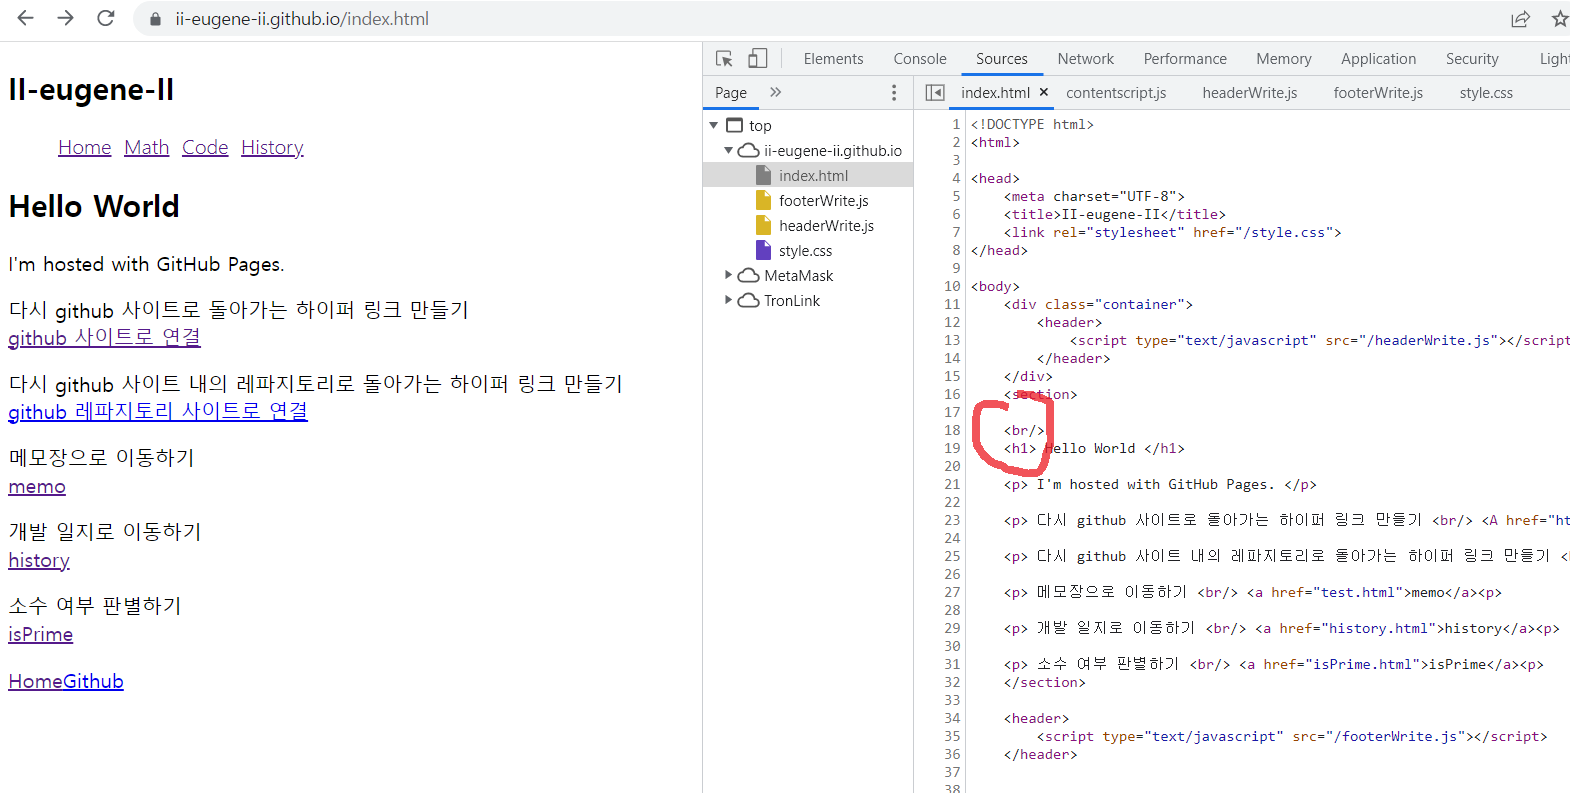 ii-eugene-ii.github.io/index.html
II-eugene-II
Home Math Code History
Hello World
I'm hosted with GitHub Pages.
다시 github 사이트로 돌아가는 하이퍼 링크 만들기
github 사이트로 연결
다시 github 사이트 내의 레파지토리로 돌아가는 하이퍼 링크 만들기
github 레파지토리 사이트로 연결
메모장으로 이동하기
memo
개발 일지로 이동하기
history
소수 여부 판별하기
isPrime
HomeGithub
Elements Console Sources Network Performance Memory Application Security Ligh
Page »
top
ii-eugene-ii.github.io
index.html
footerWrite.js
headerWrite.js
style.css
MetaMask
TronLink
index.html × contentscript.js headerWrite.js footerWrite.js style.css
1 <!DOCTYPE html>
2 <html>
3
4 <head>
5 <meta charset="UTF-8">
6 <title>II-eugene-II</title>
7 <link rel="stylesheet" href="/style.css">
8 </head>
9
10 <body>
11 <div class="container">
12 <header>
13 <script type="text/javascript" src="/headerWrite.js"></script
14 </header>
15 </div>
16 <section>
17
18 <br/>
19 <h1> Hello World </h1>
20
21 <p> I'm hosted with GitHub Pages. </p>
22
23 <p> 다시 github 사이트로 돌아가는 하이퍼 링크 만들기 <br/> <A href="ht
24
25 <p> 다시 github 사이트 내의 레파지토리로 돌아가는 하이퍼 링크 만들기 <
26
27 <p> 메모장으로 이동하기 <br/> <a href="test.html">memo</a><p>
28
29 <p> 개발 일지로 이동하기 <br/> <a href="history.html">history</a><p>
30
31 <p> 소수 여부 판별하기 <br/> <a href="isPrime.html">isPrime</a><p>
32 </section>
33
34 <header>
35 <script type="text/javascript" src="/footerWrite.js"></script>
36 </header>
37
38